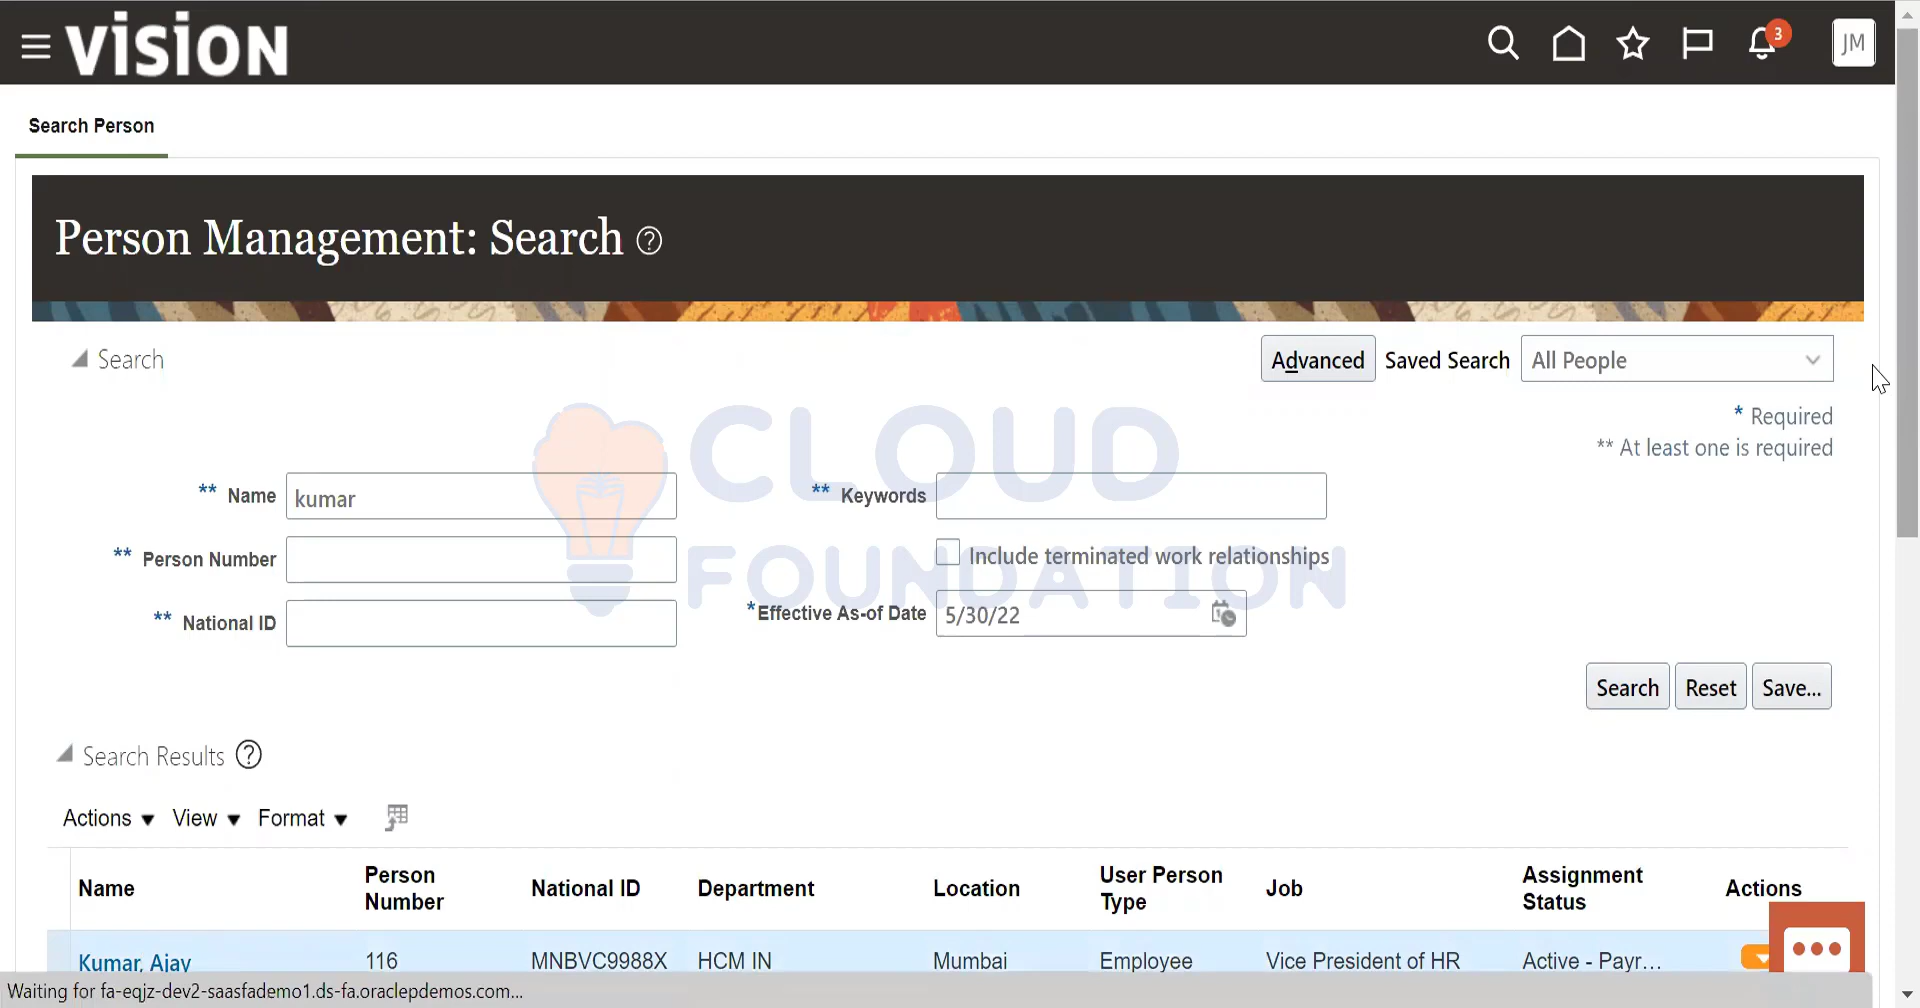 vision
3
JM
Search Person
Person Management: Search ?
Search
Advanced Saved Search All People
* Required
** At least one is required
CLOUD
FOUNDATION
** Name kumar
** Keywords
** Person Number
Include terminated work relationships
** National ID
*Effective As-of Date 5/30/22
Search Reset Save...
Search Results ?
Actions ▼ View ▼ Format ▼
Name Person Number National ID Department Location User Person Type Job Assignment Status Actions
Kumar, Ajay 116 MNBVC9988X HCM IN Mumbai Employee Vice President of HR Active - Payr...
Waiting for fa-eqjz-dev2-saasfademo1.ds-fa.oraclepdemos.com...